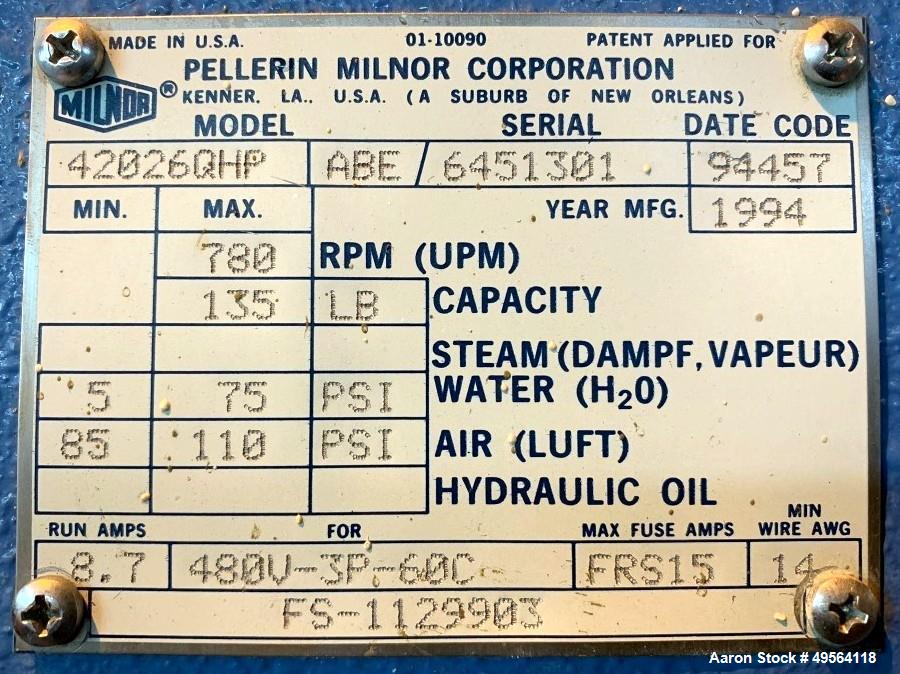 MADE IN U.S.A. 01-10090 PATENT APPLIED FOR
MILNOR® PELLERIN MILNOR CORPORATION
KENNER, LA., U.S.A. (A SUBURB OF NEW ORLEANS)
MODEL SERIAL DATE CODE
42026QHP ABE / 6451301 94457
MIN. MAX. YEAR MFG. 1994
780 RPM (UPM)
135 LB CAPACITY
STEAM (DAMPF, VAPEUR)
5 75 PSI WATER (H₂O)
85 110 PSI AIR (LUFT)
HYDRAULIC OIL
RUN AMPS FOR MAX FUSE AMPS MIN WIRE AWG
8.7 480V-3P-60C FRS15 14
FS-1129903
Aaron Stock # 49564118